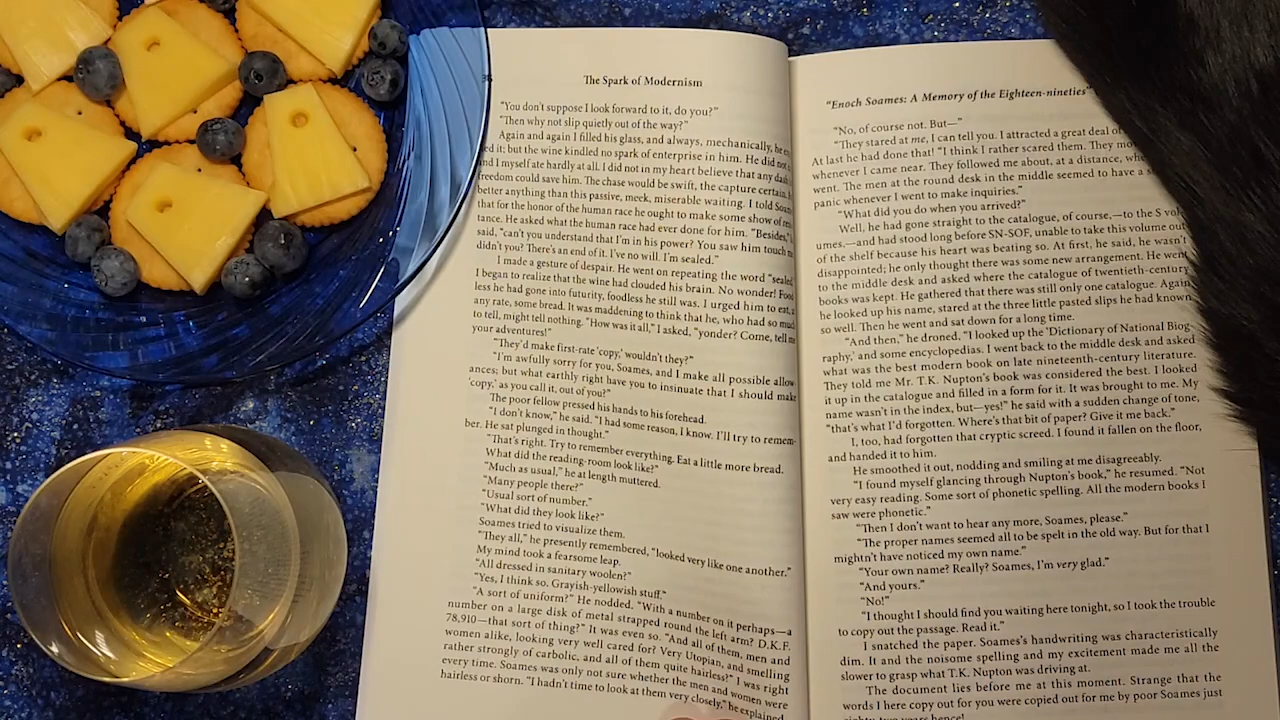 The Spark of Modernism
"You don't suppose I look forward to it, do you?"
"Then why not slip quietly out of the way?"
Again and again I filled his glass, and always, mechanically, he
ed it; but the wine kindled no spark of enterprise in him. He did not
nd I myself ate hardly at all. I did not in my heart believe that any dash
freedom could save him. The chase would be swift, the capture certain.
better anything than this passive, meek, miserable waiting. I told
that for the honor of the human race he ought to make some show of
tance. He asked what the human race had ever done for him. "Besides,"
said, "can't you understand that I'm in his power? You saw him touch
didn't you? There's an end of it. I've no will. I'm sealed."
I made a gesture of despair. He went on repeating the word "sealed
I began to realize that the wine had clouded his brain. No wonder!
less he had gone into futurity, foodless he still was. I urged him to eat,
any rate, some bread. It was maddening to think that he, who had so much
to tell, might tell nothing. "How was it all," I asked, "yonder? Come, tell
your adventures!"
"They'd make first-rate 'copy,' wouldn't they?"
"I'm awfully sorry for you, Soames, and I make all possible allow
ances; but what earthly right have you to insinuate that I should make
'copy,' as you call it, out of you?"
The poor fellow pressed his hands to his forehead.
"I don't know," he said. "I had some reason, I know. I'll try to remem-
ber. He sat plunged in thought."
"That's right. Try to remember everything. Eat a little more bread.
What did the reading-room look like?"
"Much as usual," he at length muttered.
"Many people there?"
"Usual sort of number."
"What did they look like?"
Soames tried to visualize them.
"They all," he presently remembered, "looked very like one another."
My mind took a fearsome leap.
"All dressed in sanitary woolen?"
"Yes, I think so. Grayish-yellowish stuff."
"A sort of uniform?" He nodded. "With a number on it perhaps—a
number on a large disk of metal strapped round the left arm? D.K.F.
78,910—that sort of thing?" It was even so. "And all of them, men and
women alike, looking very well cared for? Very Utopian, and smelling
rather strongly of carbolic, and all of them quite hairless?" I was right
every time. Soames was only not sure whether the men and women were
hairless or shorn. "I hadn't time to look at them very closely," he explained
"Enoch Soames: A Memory of the Eighteen-nineties"
"No, of course not. But—"
"They stared at me, I can tell you. I attracted a great deal of
At last he had done that! "I think I rather scared them. They
whenever I came near. They followed me about, at a distance,
went. The men at the round desk in the middle seemed to have a
panic whenever I went to make inquiries."
"What did you do when you arrived?"
Well, he had gone straight to the catalogue, of course,—to the S vol
umes,—and had stood long before SN-SOF, unable to take this volume out
of the shelf because his heart was beating so. At first, he said, he wasn't
disappointed; he only thought there was some new arrangement. He went
to the middle desk and asked where the catalogue of twentieth-century
books was kept. He gathered that there was still only one catalogue. Again
he looked up his name, stared at the three little pasted slips he had known
so well. Then he went and sat down for a long time.
"And then," he droned. "I looked up the 'Dictionary of National Biog-
raphy,' and some encyclopedias. I went back to the middle desk and asked
what was the best modern book on late nineteenth-century literature.
They told me Mr. T.K. Nupton's book was considered the best. I looked
it up in the catalogue and filled in a form for it. It was brought to me. My
name wasn't in the index, but—yes!" he said with a sudden change of tone,
"that's what I'd forgotten. Where's that bit of paper? Give it me back."
I, too, had forgotten that cryptic screed. I found it fallen on the floor,
and handed it to him.
He smoothed it out, nodding and smiling at me disagreeably.
"I found myself glancing through Nupton's book," he resumed. "Not
very easy reading. Some sort of phonetic spelling. All the modern books I
saw were phonetic."
"Then I don't want to hear any more, Soames, please."
"The proper names seemed all to be spelt in the old way. But for that I
mightn't have noticed my own name."
"Your own name? Really? Soames, I'm very glad."
"And yours."
"No!"
"I thought I should find you waiting here tonight, so I took the trouble
to copy out the passage. Read it."
I snatched the paper. Soames's handwriting was characteristically
dim. It and the noisome spelling and my excitement made me all the
slower to grasp what T.K. Nupton was driving at.
The document lies before me at this moment. Strange that the
words I here copy out for you were copied out for me by poor Soames just
eighty-two years hence!